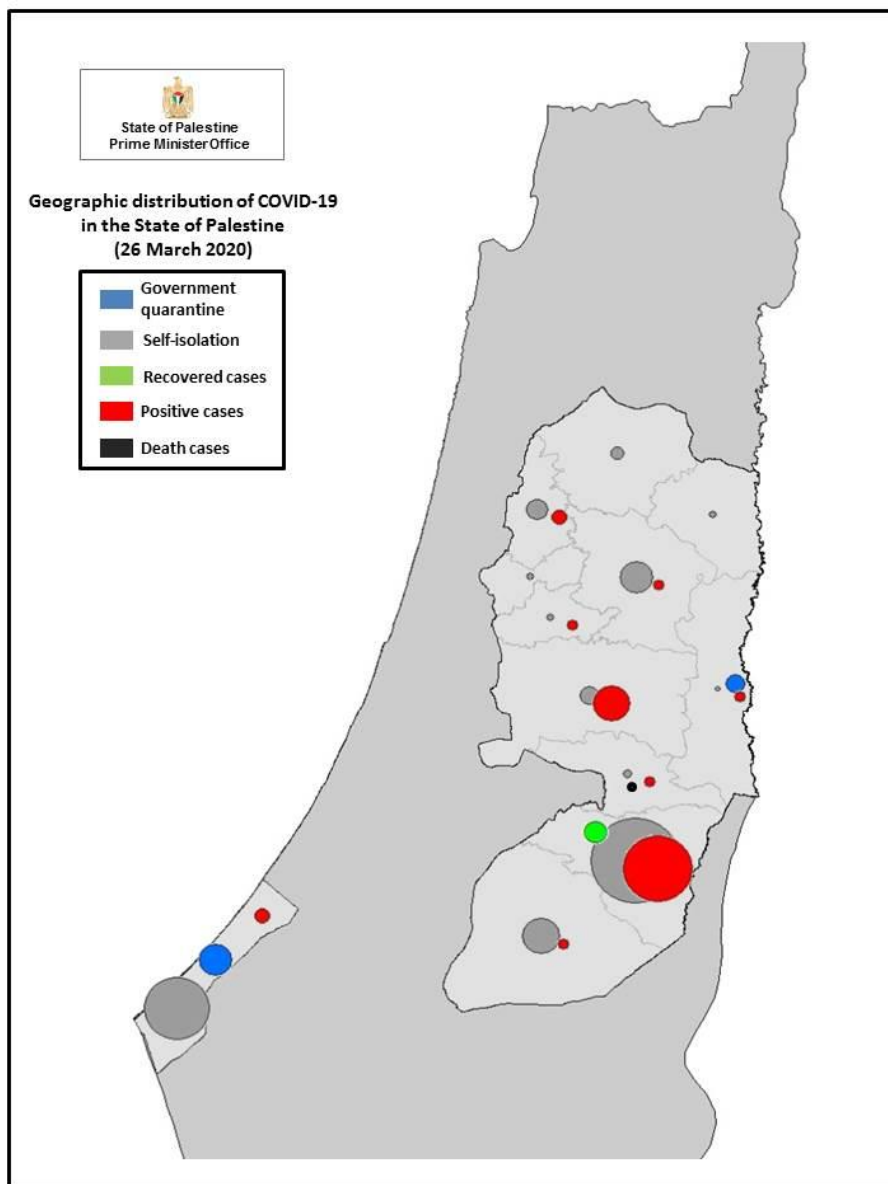 State of Palestine
Prime Minister Office
Geographic distribution of COVID-19
in the State of Palestine
(26 March 2020)
Government
quarantine
Self-isolation
Recovered cases
Positive cases
Death cases